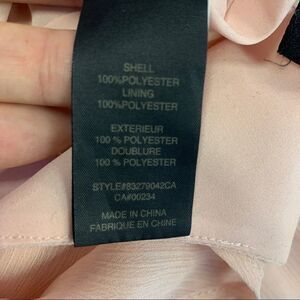 SHELL
100%POLYESTER
LINING
100%POLYESTER
EXTERIEUR
100 % POLYESTER
DOUBLURE
100 % POLYESTER
STYLE#83279042CA
CA#00234
MADE IN CHINA
FABRIQUE EN CHINE